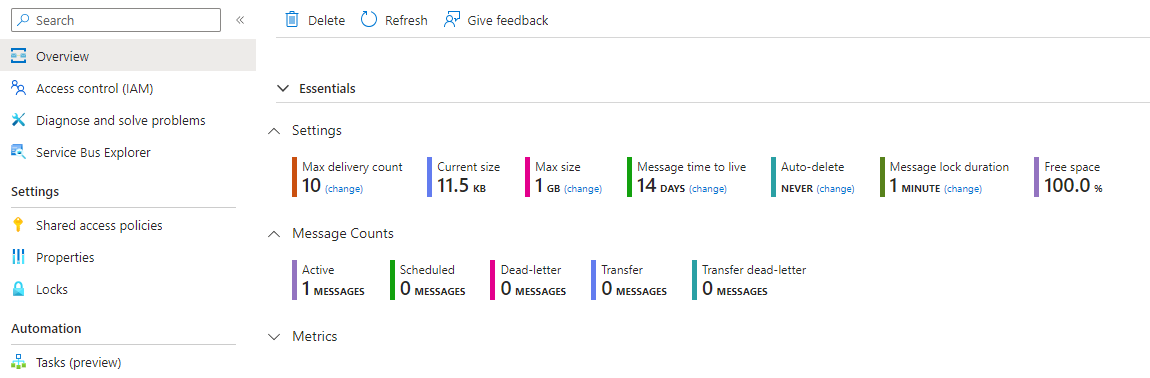 Search «
Overview
Access control (IAM)
Diagnose and solve problems
Service Bus Explorer
Settings
Shared access policies
Properties
Locks
Automation
Tasks (preview)
Delete Refresh Give feedback
Essentials
Settings
Max delivery count Current size Max size Message time to live Auto-delete Message lock duration Free space
10 (change) 11.5 KB 1 GB (change) 14 DAYS (change) NEVER (change) 1 MINUTE (change) 100.0 %
Message Counts
Active Scheduled Dead-letter Transfer Transfer dead-letter
1 MESSAGES 0 MESSAGES 0 MESSAGES 0 MESSAGES 0 MESSAGES
Metrics